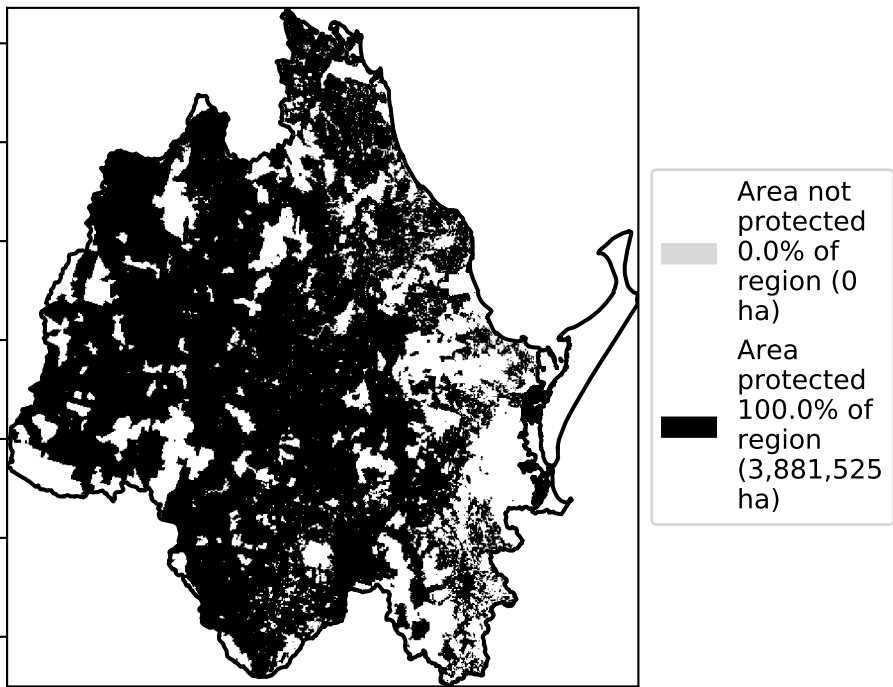 Area not
protected
0.0% of
region (0
ha)
Area
protected
100.0% of
region
(3,881,525
ha)